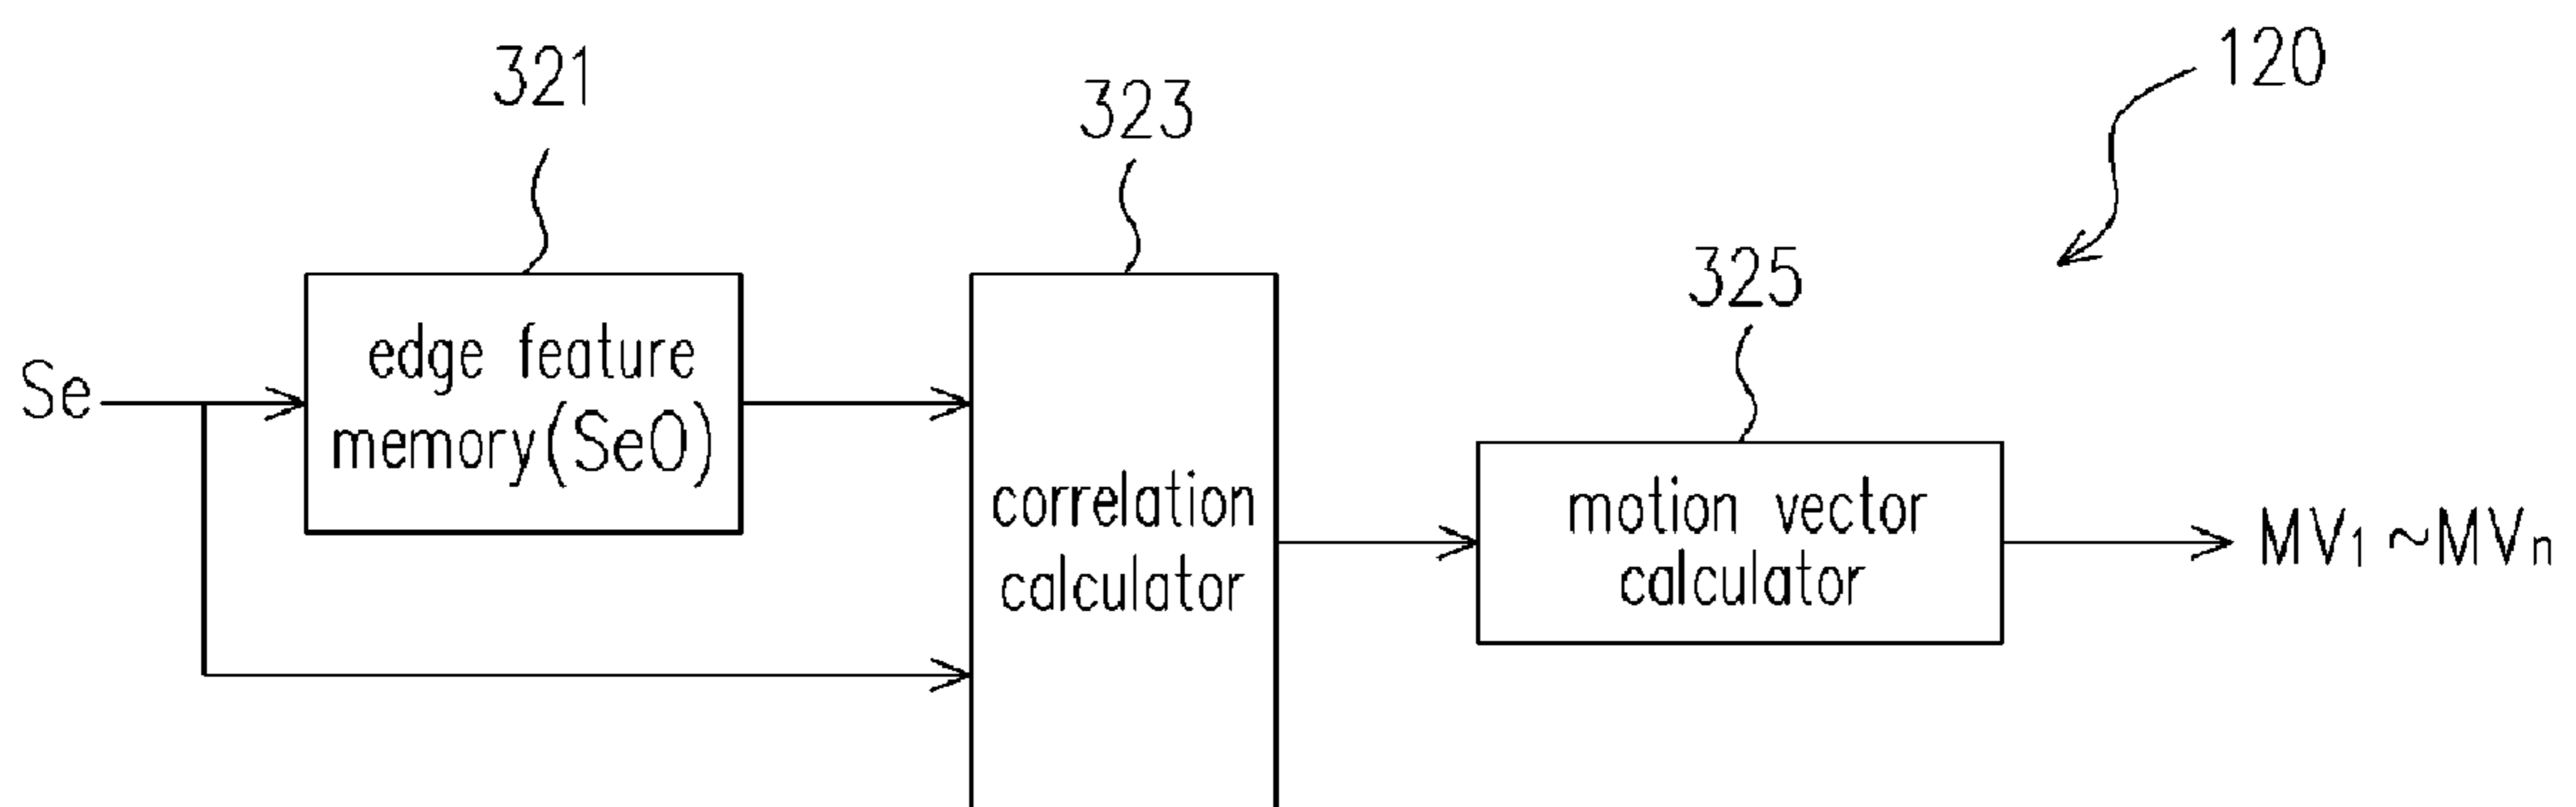 120
321
323
325
Se
edge feature
memory(Se0)
correlation
calculator
motion vector
calculator
MV1 ~MVn